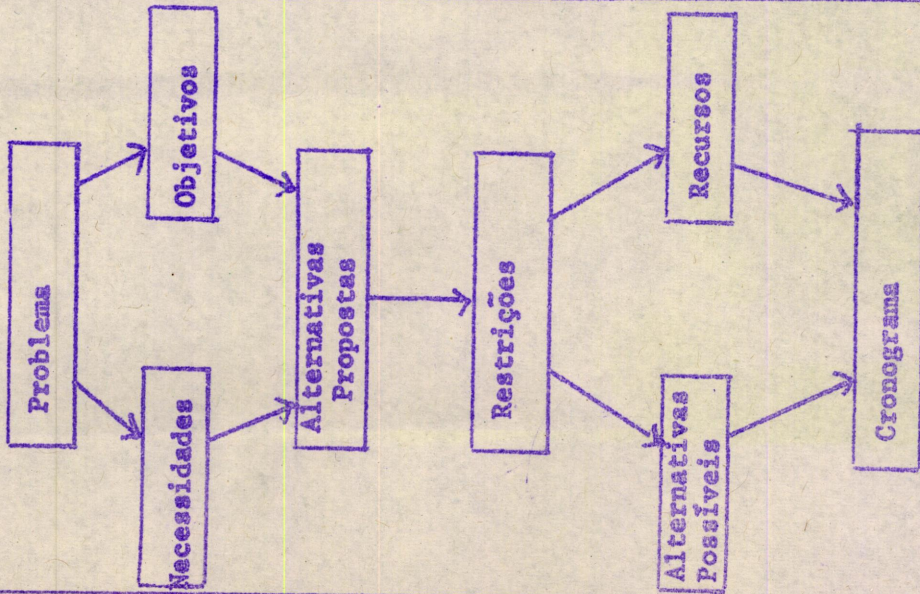 Problema
Necessidades
Objetivos
Alternativas
Propostas
Restrições
Alternativas
Possíveis
Recursos
Cronograma